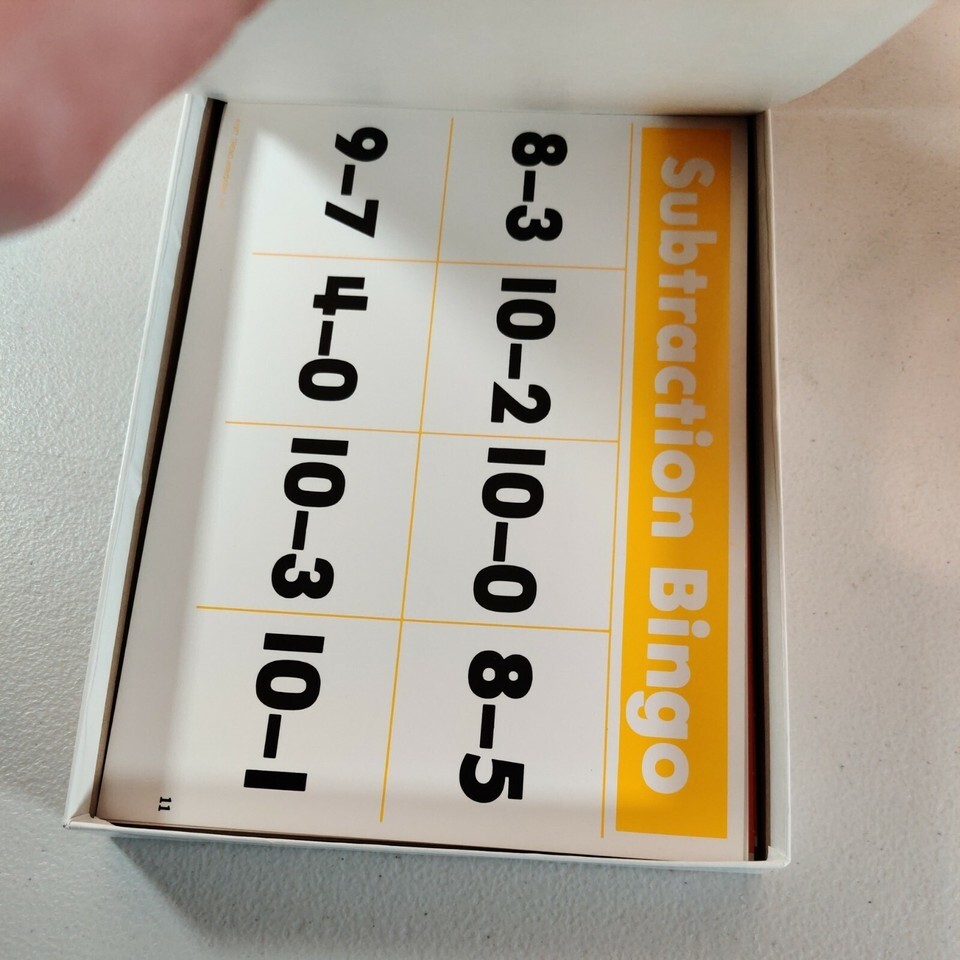 Subtraction Bingo
8–3 10–2 10–0 8–5
9–7 4–0 10–3 10–1
11